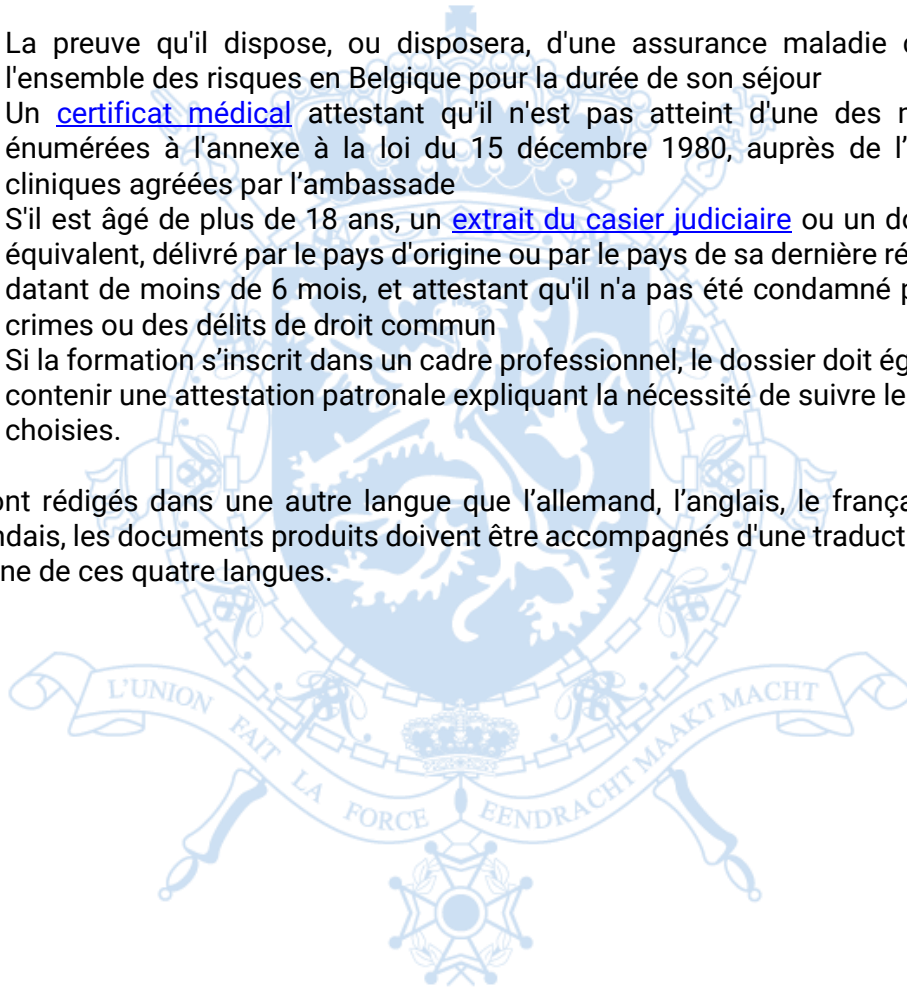 La preuve qu'il dispose, ou disposera, d'une assurance maladie
l'ensemble des risques en Belgique pour la durée de son séjour
Un certificat médical attestant qu'il n'est pas atteint d'une des
énumérées à l'annexe à la loi du 15 décembre 1980, auprès de l'
cliniques agréées par l’ambassade
S'il est âgé de plus de 18 ans, un extrait du casier judiciaire ou un
équivalent, délivré par le pays d'origine ou par le pays de sa dernière
datant de moins de 6 mois, et attestant qu'il n'a pas été condamné
crimes ou des délits de droit commun
Si la formation s’inscrit dans un cadre professionnel, le dossier doit
contenir une attestation patronale expliquant la nécessité de suivre le
choisies.
nt rédigés dans une autre langue que l’allemand, l’anglais, le
ndais, les documents produits doivent être accompagnés d'une
ne de ces quatre langues.
L'UNION FAIT LA FORCE EENDRACHT MAAKT MACHT